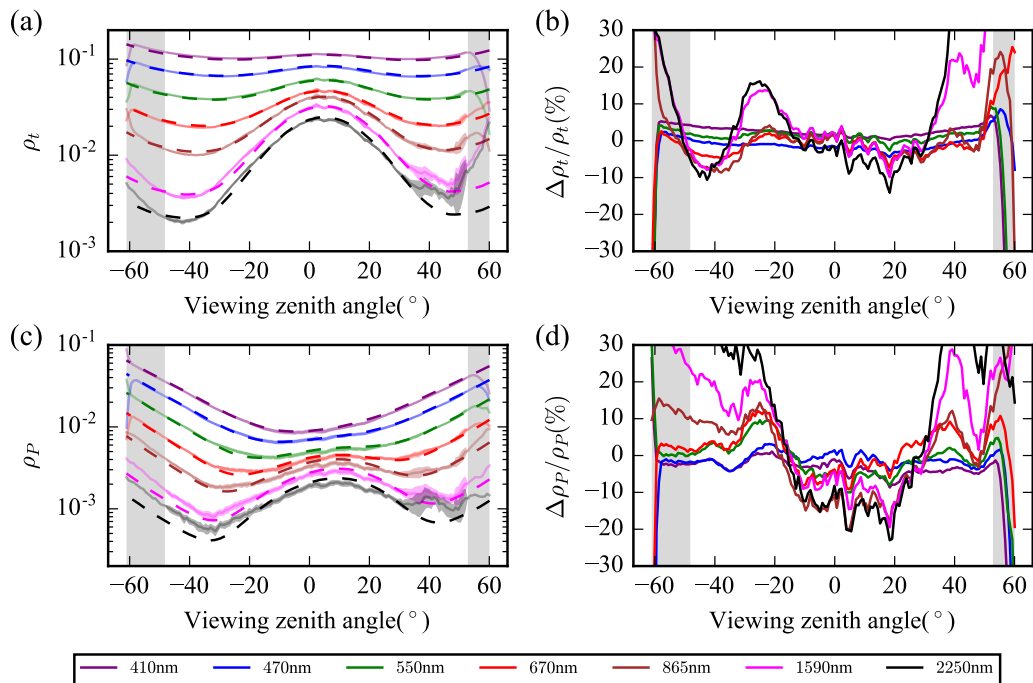 (a)
10⁻¹
10⁻²
10⁻³
ρt
−60 −40 −20 0 20 40 60
Viewing zenith angle(°)
(b)
30
20
10
0
−10
−20
−30
Δρt/ρt(%)
−60 −40 −20 0 20 40 60
Viewing zenith angle(°)
(c)
10⁻¹
10⁻²
10⁻³
ρP
−60 −40 −20 0 20 40 60
Viewing zenith angle(°)
(d)
30
20
10
0
−10
−20
−30
ΔρP/ρP(%)
−60 −40 −20 0 20 40 60
Viewing zenith angle(°)
410nm 470nm 550nm 670nm 865nm 1590nm 2250nm